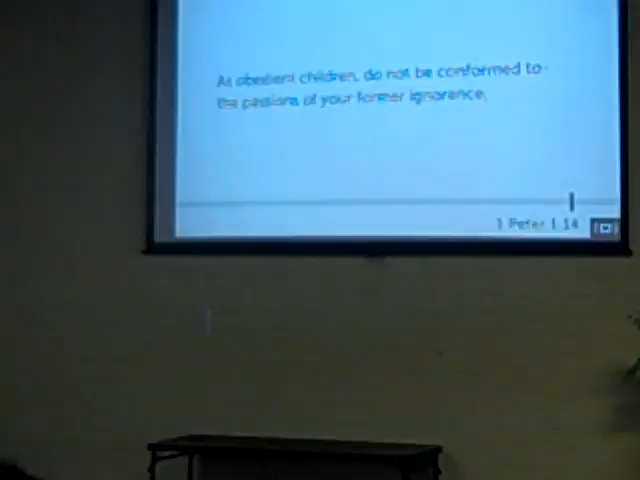 As obedient children, do not be conformed to
the passions of your former ignorance,
1 Peter 1.14